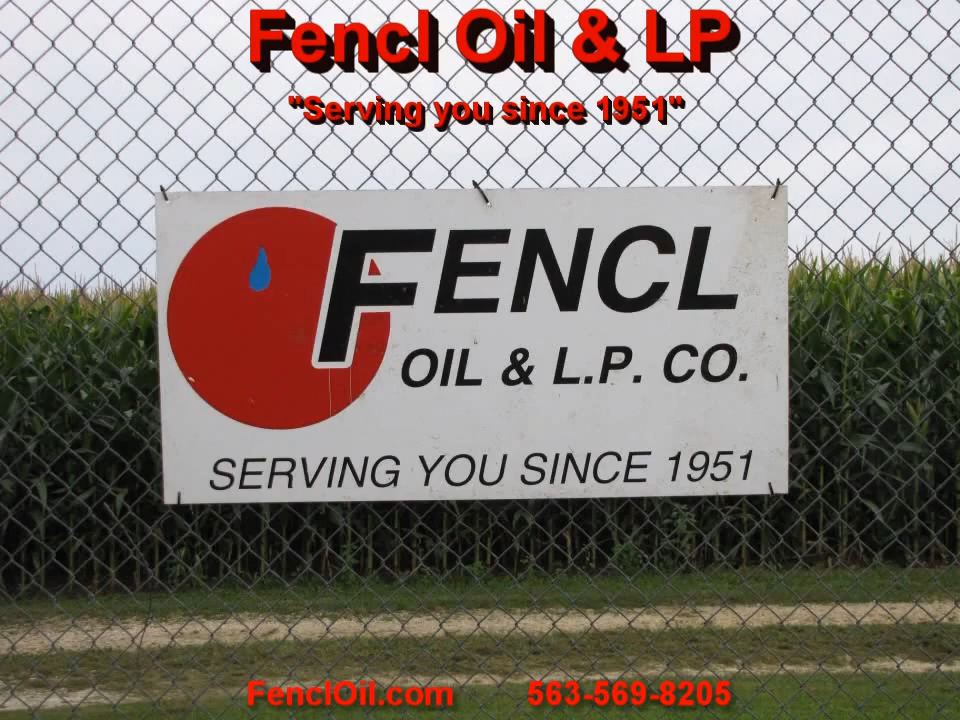 Fencl Oil & LP
"Serving you since 1951"
FENCL
OIL & L.P. CO.
SERVING YOU SINCE 1951
FenclOil.com 563-569-8205